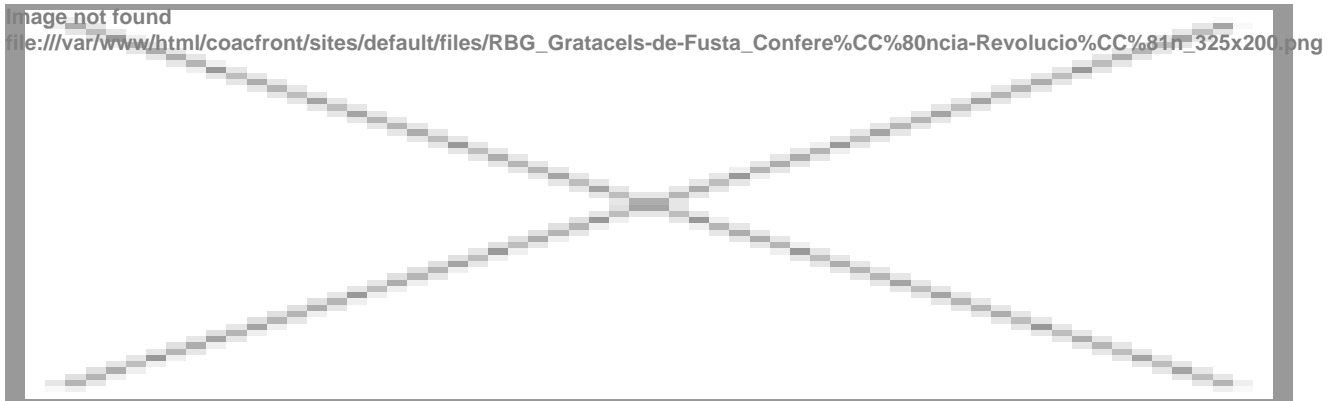 Image not found
file:///var/www/html/coacfront/sites/default/files/RBG_Gratacels-de-Fusta_Confere%CC%80ncia-Revolucio%CC%81n_325x200.png